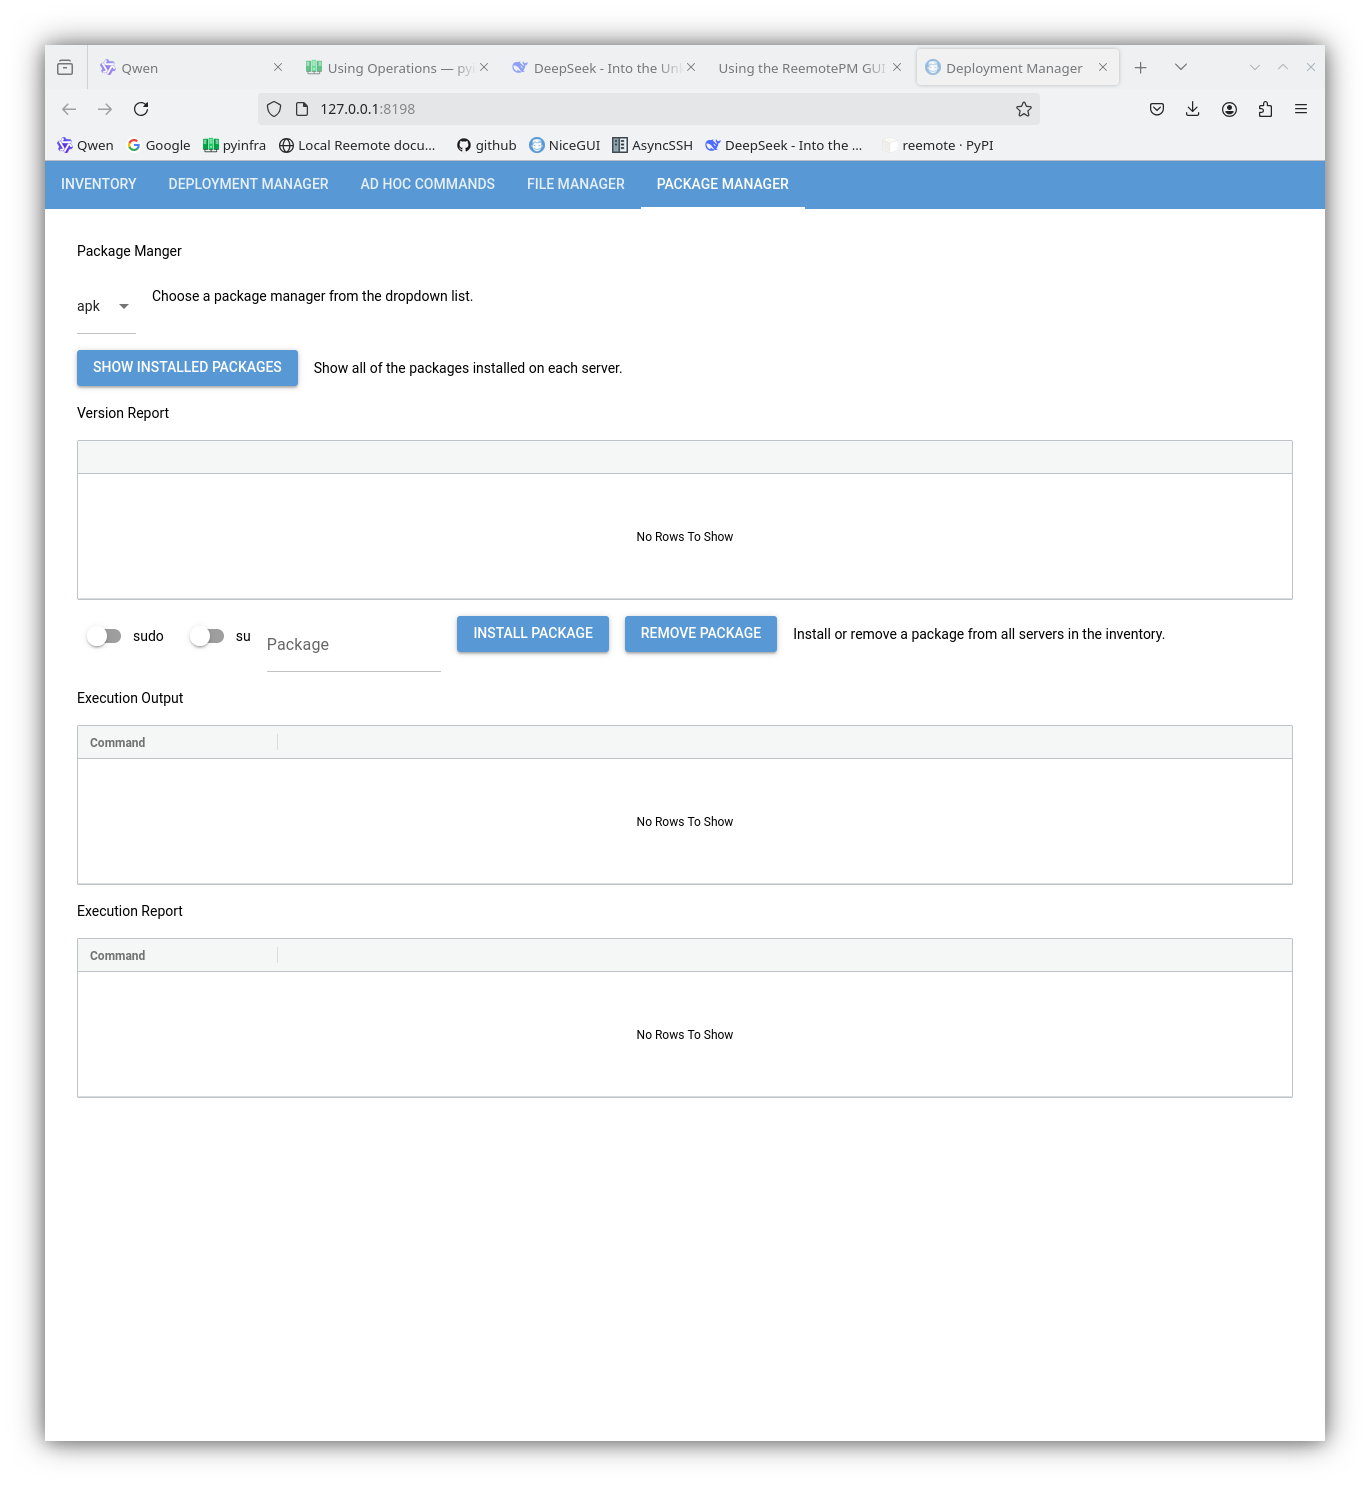 Qwen
Using Operations — pyi
DeepSeek - Into the Un
Using the ReemotePM GUI
Deployment Manager
127.0.0.1:8198
Qwen
Google
pyinfra
Local Reemote docu...
github
NiceGUI
AsyncSSH
DeepSeek - Into the ...
reemote · PyPI
INVENTORY
DEPLOYMENT MANAGER
AD HOC COMMANDS
FILE MANAGER
PACKAGE MANAGER
Package Manger
apk
Choose a package manager from the dropdown list.
SHOW INSTALLED PACKAGES
Show all of the packages installed on each server.
Version Report
No Rows To Show
sudo
su
Package
INSTALL PACKAGE
REMOVE PACKAGE
Install or remove a package from all servers in the inventory.
Execution Output
Command
No Rows To Show
Execution Report
Command
No Rows To Show